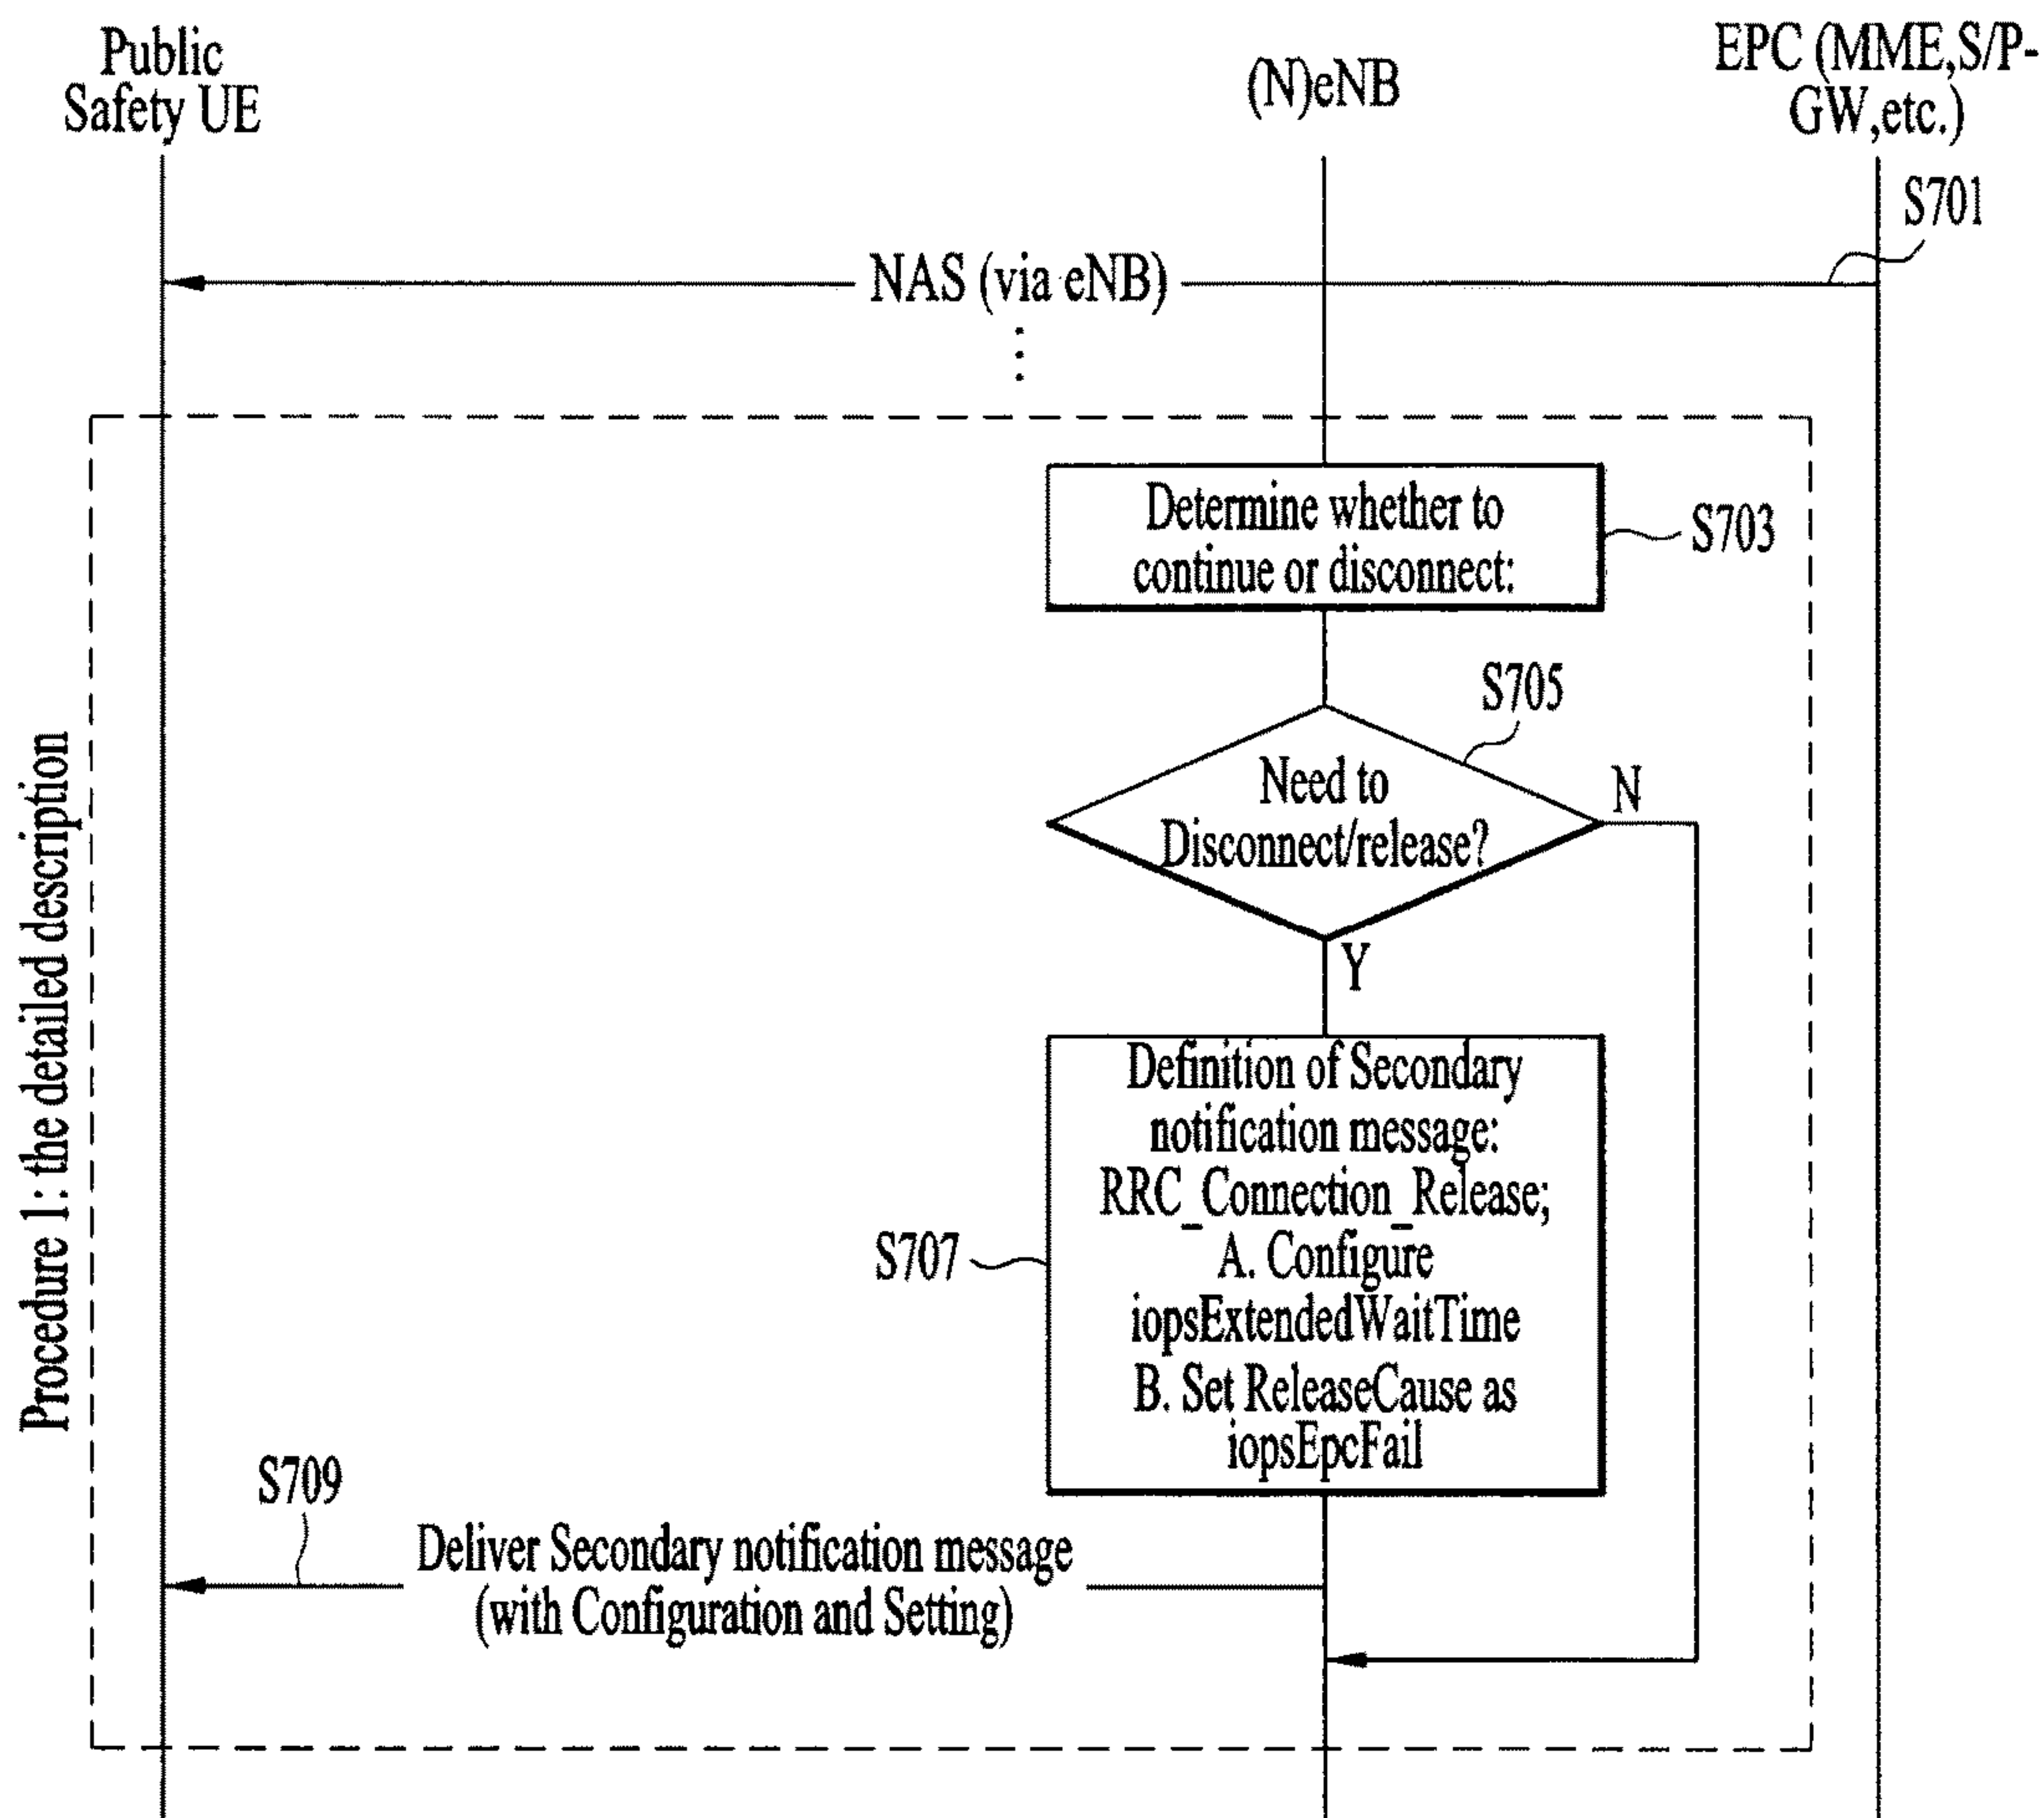 Public
Safety UE
(N)eNB
EPC (MME,S/P-
GW,etc.)
S701
NAS (via eNB)
Determine whether to
continue or disconnect:
S703
S705
Need to
Disconnect/release?
N
Y
Definition of Secondary
notification message:
RRC_Connection_Release;
A. Configure
iopsExtendedWaitTime
B. Set ReleaseCause as
iopsEpcFail
S707
S709
Deliver Secondary notification message
(with Configuration and Setting)
Procedure 1: the detailed description